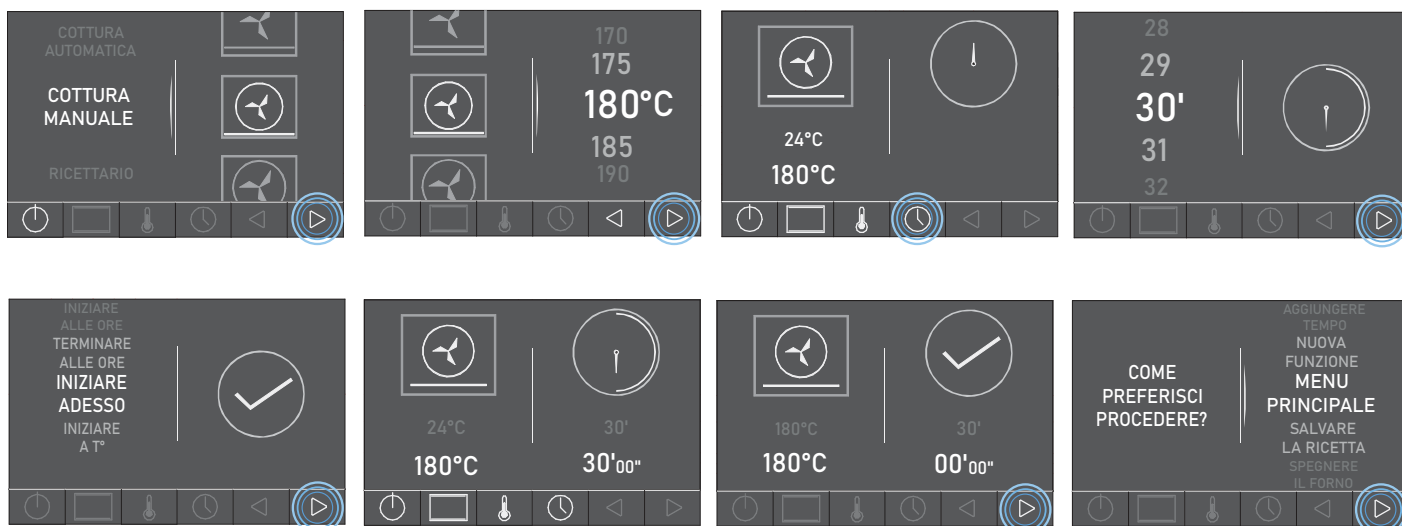 COTTURA
AUTOMATICA
COTTURA
MANUALE
RICETTARIO
170
175
180°C
185
190
24°C
180°C
28
29
30'
31
32
INIZIARE
ALLE ORE
TERMINARE
ALLE ORE
INIZIARE
ADESSO
INIZIARE
A T°
24°C
180°C
30'
30'00"
180°C
180°C
30'
00'00"
COME
PREFERISCI
PROCEDERE?
AGGIUNGERE
TEMPO
NUOVA
FUNZIONE
MENU
PRINCIPALE
SALVARE
LA RICETTA
SPEGNERE
IL FORNO